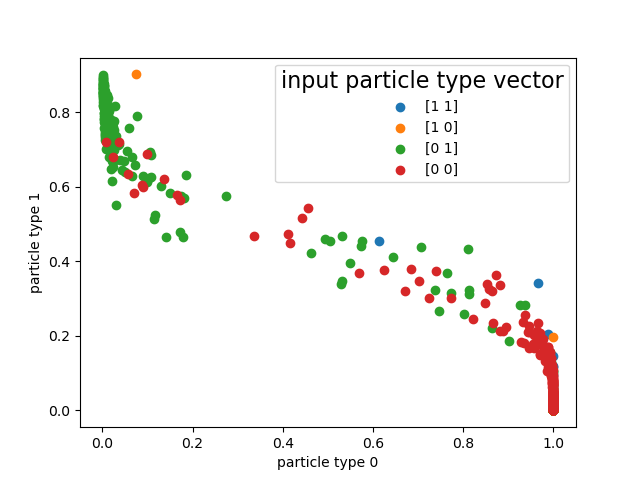 input particle type vector
[1 1]
[1 0]
[0 1]
[0 0]
particle type 1
0.8
0.6
0.4
0.2
0.0
0.0 0.2 0.4 0.6 0.8 1.0
particle type 0